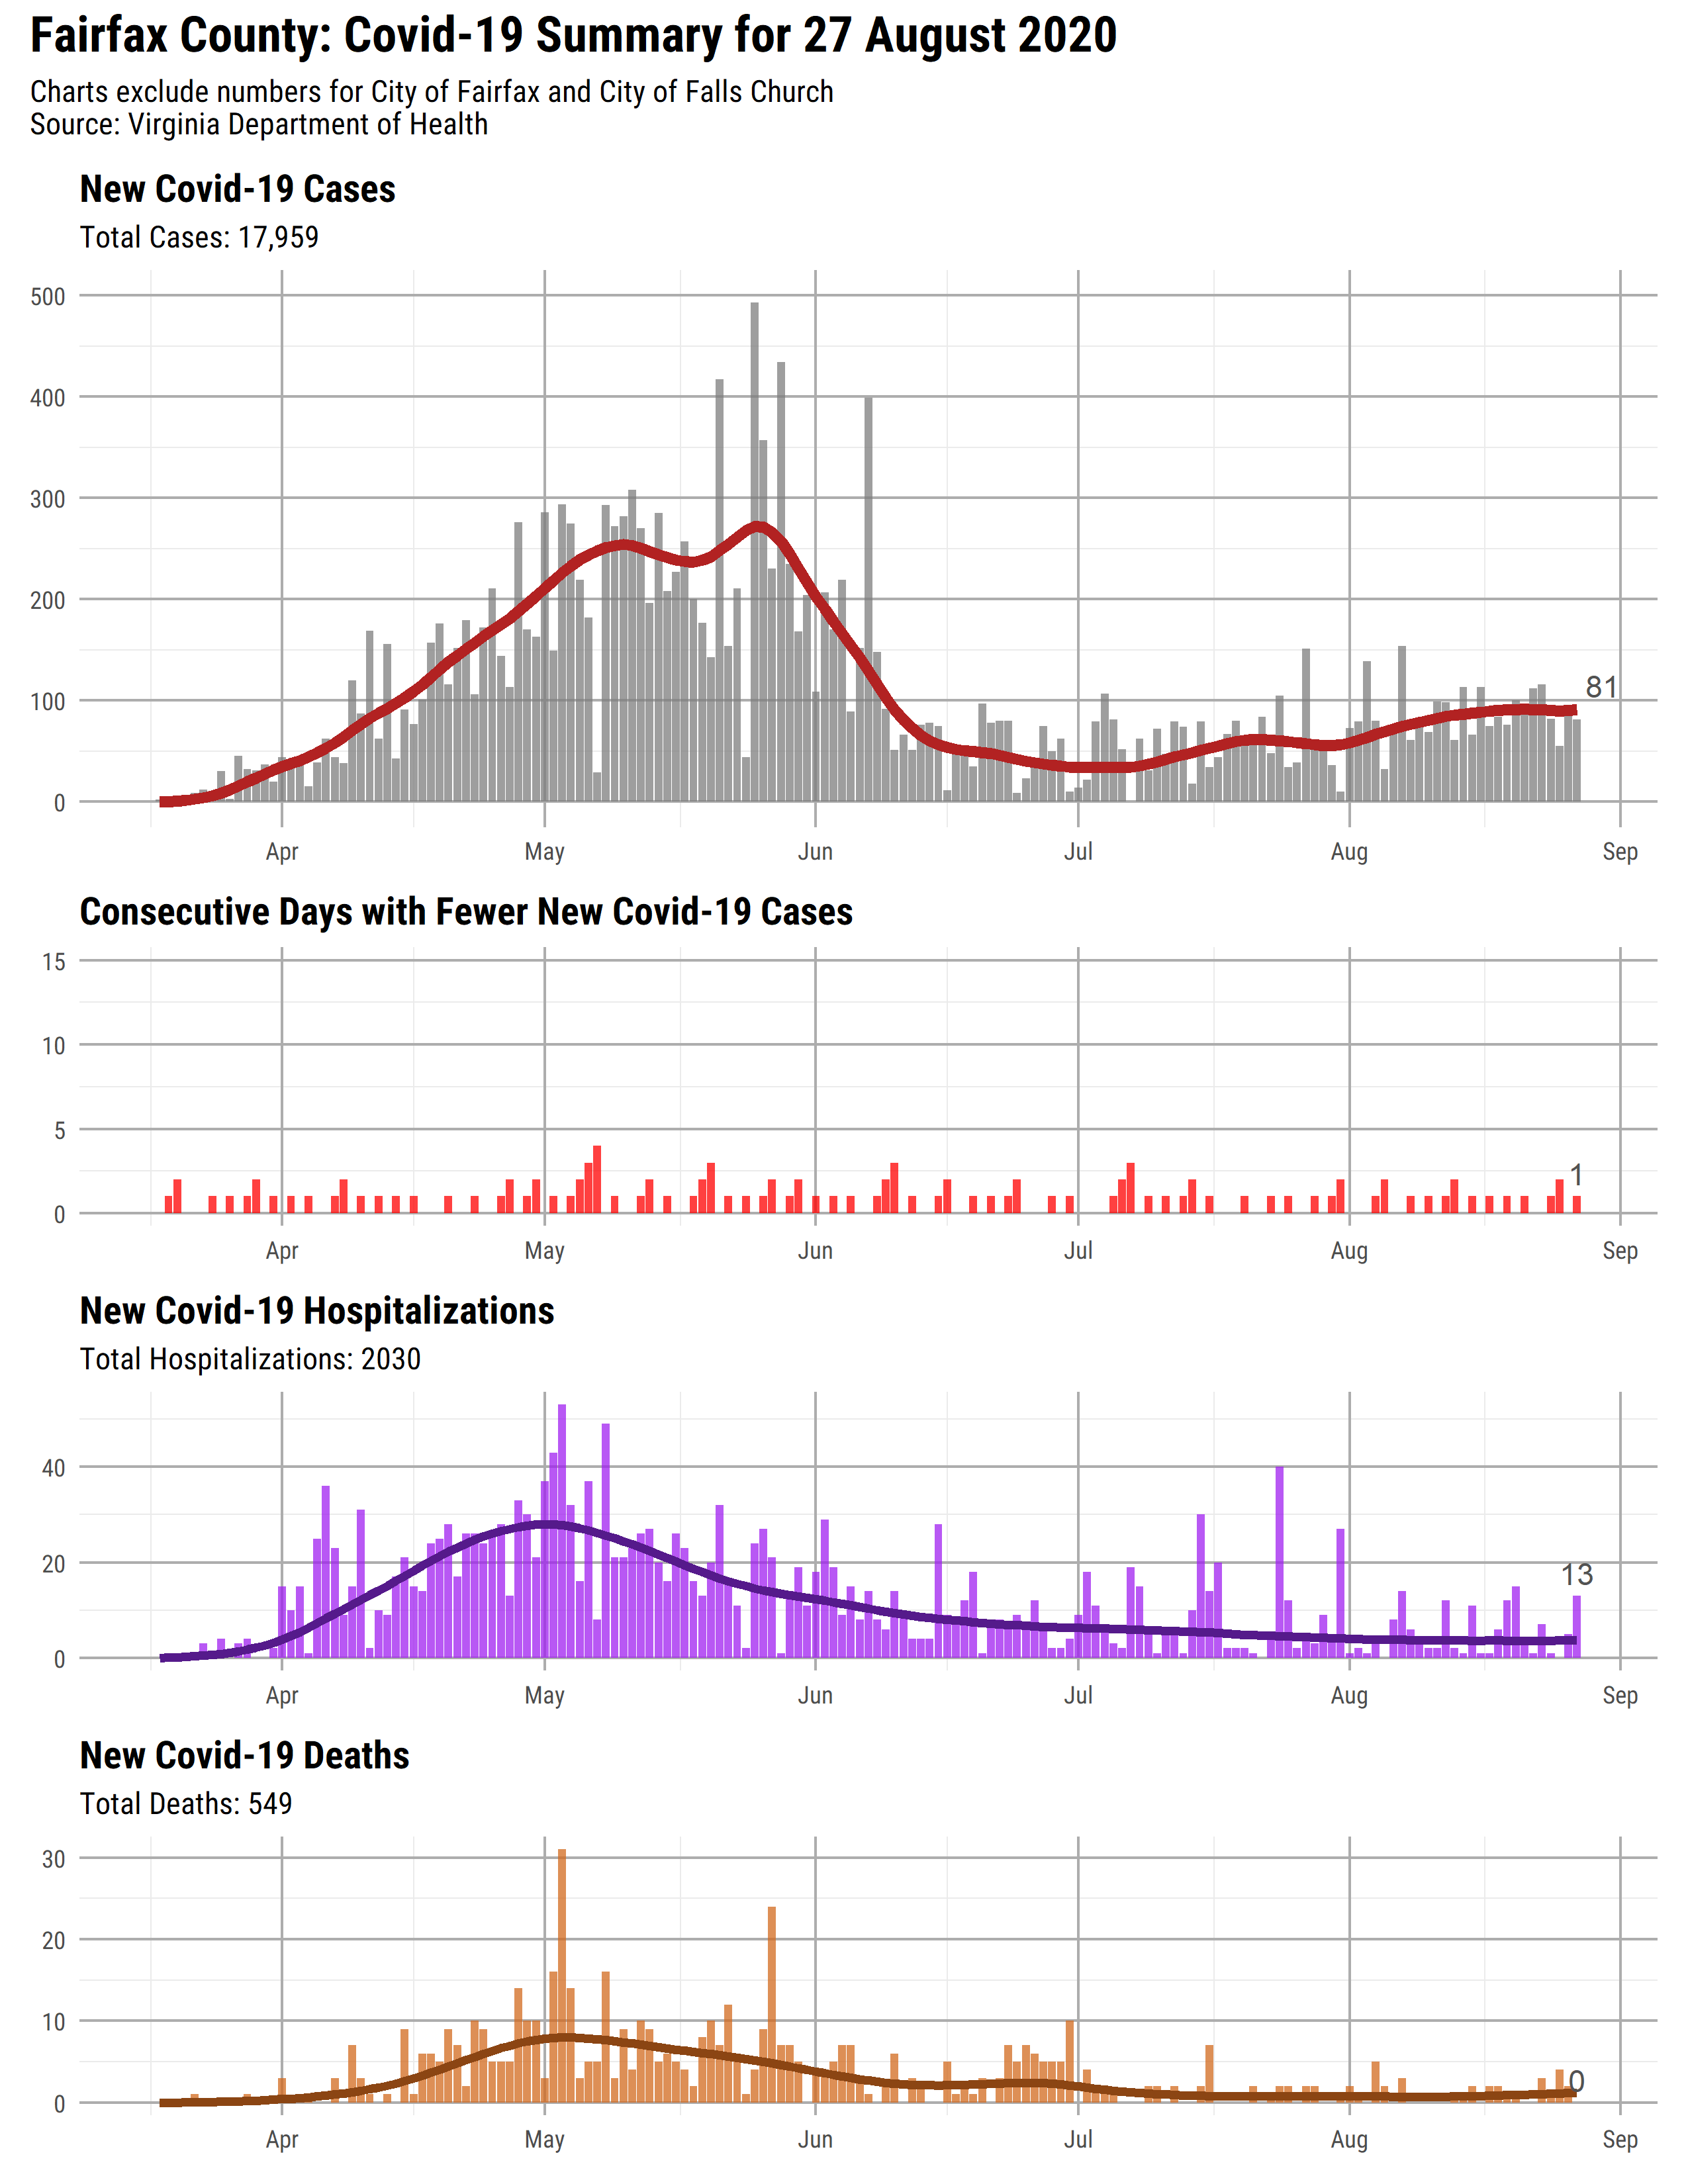 Fairfax County: Covid-19 Summary for 27 August 2020
Charts exclude numbers for City of Fairfax and City of Falls Church
Source: Virginia Department of Health
New Covid-19 Cases
Total Cases: 17,959
500
400
300
200
100
0
81
Apr May Jun Jul Aug Sep
Consecutive Days with Fewer New Covid-19 Cases
15
10
5
0
1
Apr May Jun Jul Aug Sep
New Covid-19 Hospitalizations
Total Hospitalizations: 2030
40
20
0
13
Apr May Jun Jul Aug Sep
New Covid-19 Deaths
Total Deaths: 549
30
20
10
0
0
Apr May Jun Jul Aug Sep